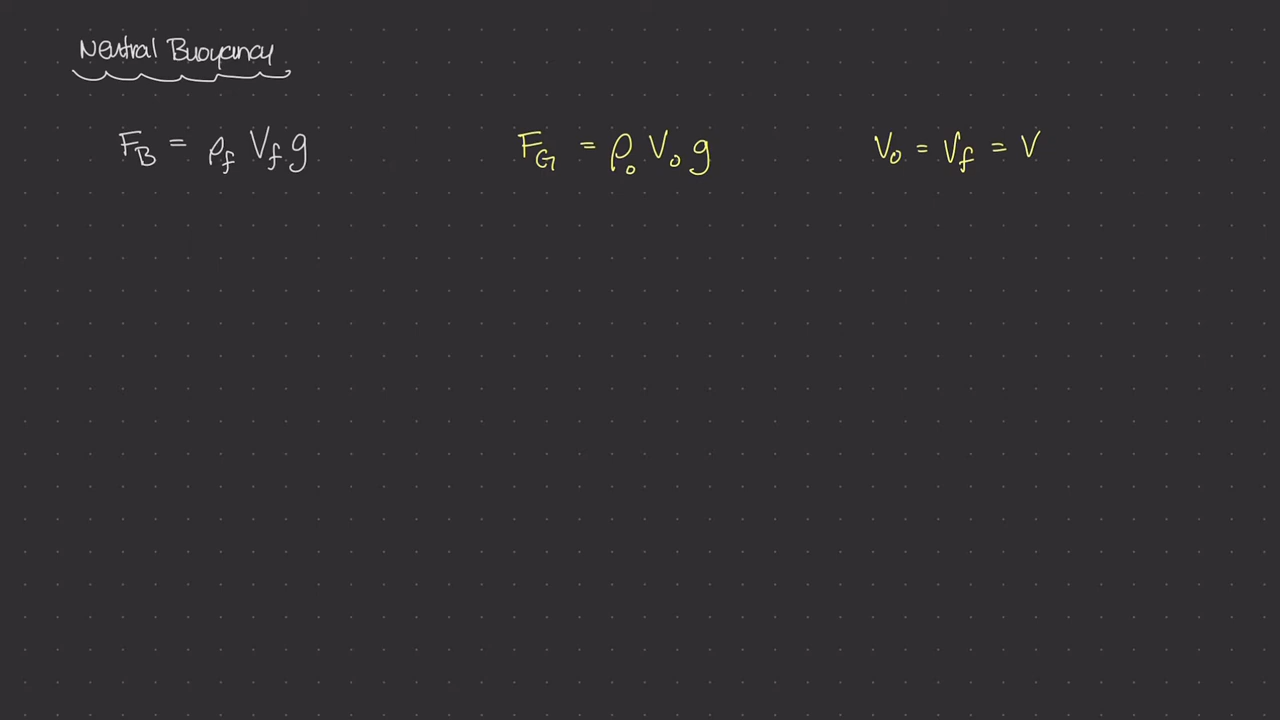 Neutral Buoyancy
F_B = ρ_f V_f g
F_G = ρ_o V_o g
V_o = V_f = V